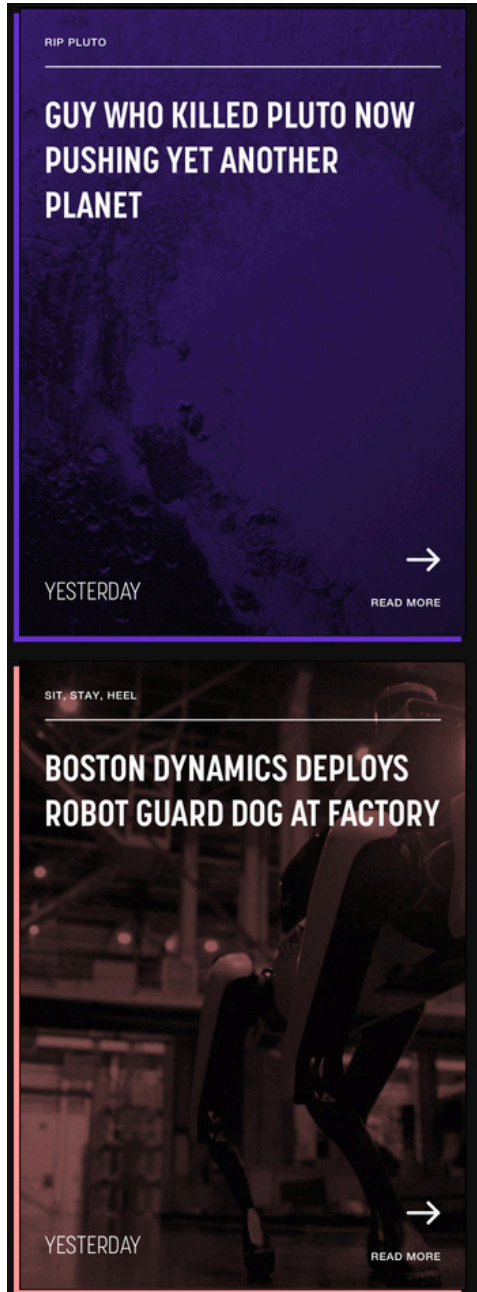 RIP PLUTO
GUY WHO KILLED PLUTO NOW
PUSHING YET ANOTHER
PLANET
YESTERDAY
READ MORE
SIT, STAY, HEEL
BOSTON DYNAMICS DEPLOYS
ROBOT GUARD DOG AT FACTORY
YESTERDAY
READ MORE